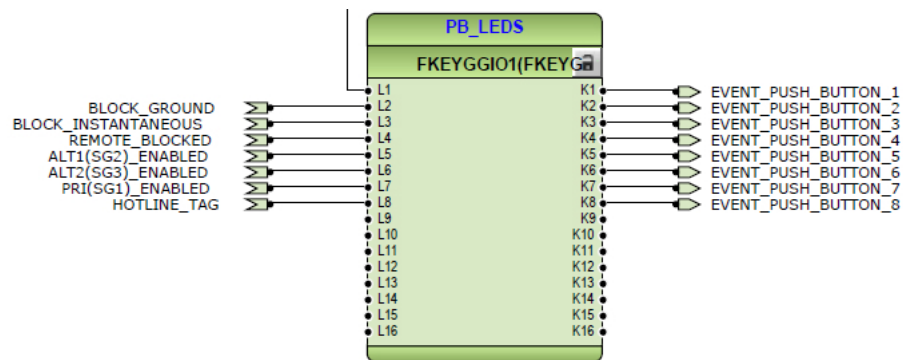 PB_LEDS
FKEYGGIO1(FKEYG
L1 K1 EVENT_PUSH_BUTTON_1
BLOCK_GROUND L2 K2 EVENT_PUSH_BUTTON_2
BLOCK_INSTANTANEOUS L3 K3 EVENT_PUSH_BUTTON_3
REMOTE_BLOCKED L4 K4 EVENT_PUSH_BUTTON_4
ALT1(SG2)_ENABLED L5 K5 EVENT_PUSH_BUTTON_5
ALT2(SG3)_ENABLED L6 K6 EVENT_PUSH_BUTTON_6
PRI(SG1)_ENABLED L7 K7 EVENT_PUSH_BUTTON_7
HOTLINE_TAG L8 K8 EVENT_PUSH_BUTTON_8
L9 K9
L10 K10
L11 K11
L12 K12
L13 K13
L14 K14
L15 K15
L16 K16